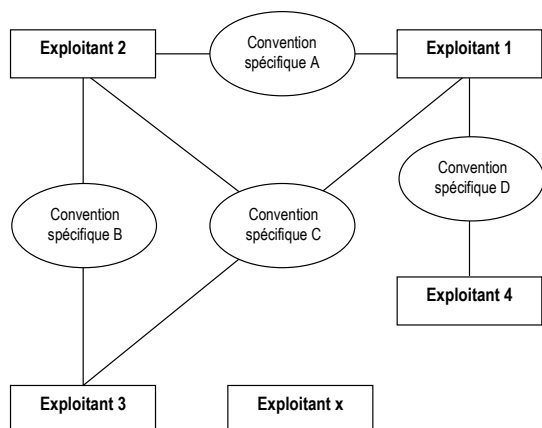 Exploitant 2
Convention
spécifique A
Exploitant 1
Convention
spécifique B
Convention
spécifique C
Convention
spécifique D
Exploitant 4
Exploitant 3
Exploitant x